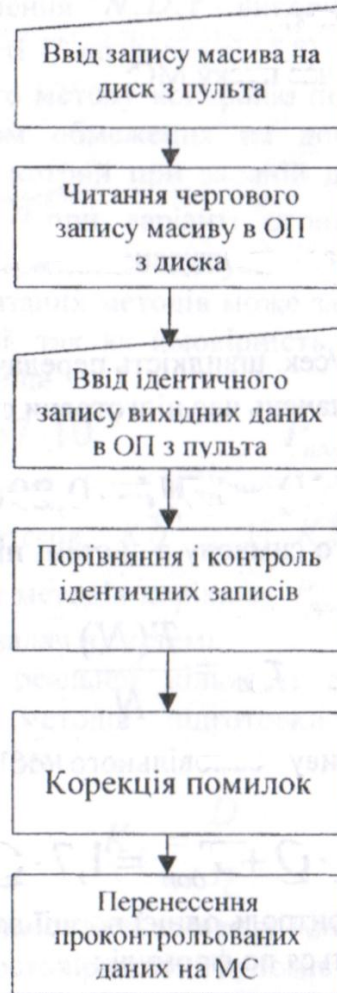 Ввід запису масива на
диск з пульта
Читання чергового
запису масиву в ОП
з диска
Ввід ідентичного
запису вихідних даних
в ОП з пульта
Порівняння і контроль
ідентичних записів
Корекція помилок
Перенесення
проконтрольованих
даних на МС